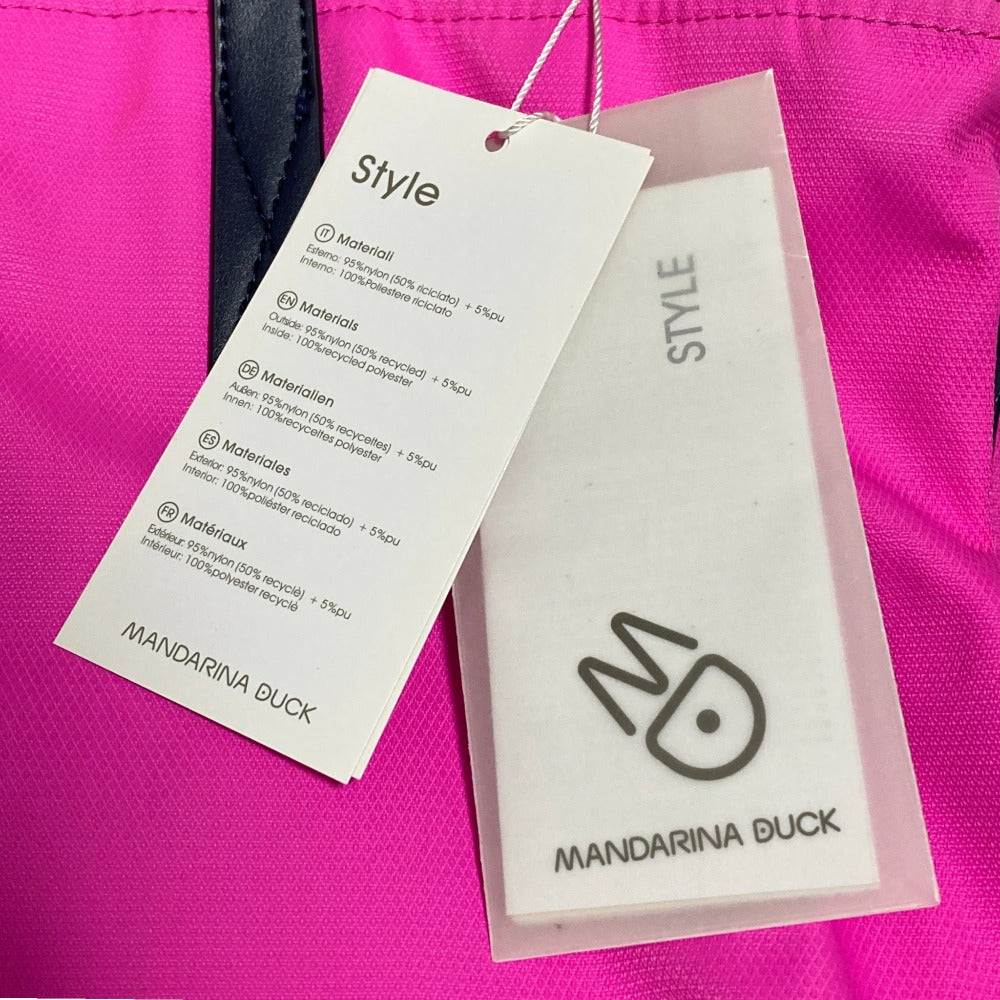 Style
IT Materiali
Esterno: 95%nylon (50% riciclato) + 5%pu
Interno: 100%Poliestere riciclato
EN Materials
Outside: 95%nylon (50% recycled) + 5%pu
Inside: 100%recycled polyester
DE Materialien
Außen: 95%nylon (50% recyceltes) + 5%pu
Innen: 100%recyceltes polyester
ES Materiales
Exterior: 95%nylon (50% reciclado) + 5%pu
Interior: 100%poliéster reciclado
FR Matériaux
Extérieur: 95%nylon (50% recyclé) + 5%pu
Intérieur: 100%polyester recyclé
MANDARINA DUCK
STYLE
MD
MANDARINA DUCK